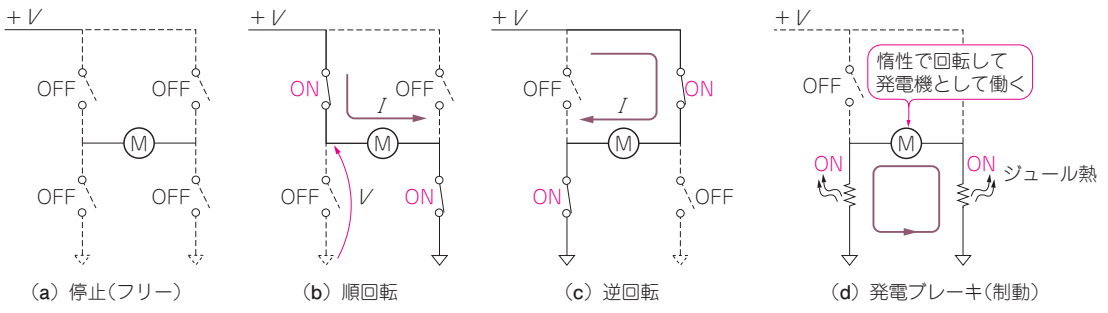 +V
OFF
OFF
M
OFF
OFF
(a) 停止(フリー)
+V
ON
I
OFF
M
OFF
V
ON
(b) 順回転
+V
OFF
I
ON
M
ON
OFF
(c) 逆回転
+V
惰性で回転して
発電機として働く
OFF
M
ON
ON
ジュール熱
(d) 発電ブレーキ(制動)